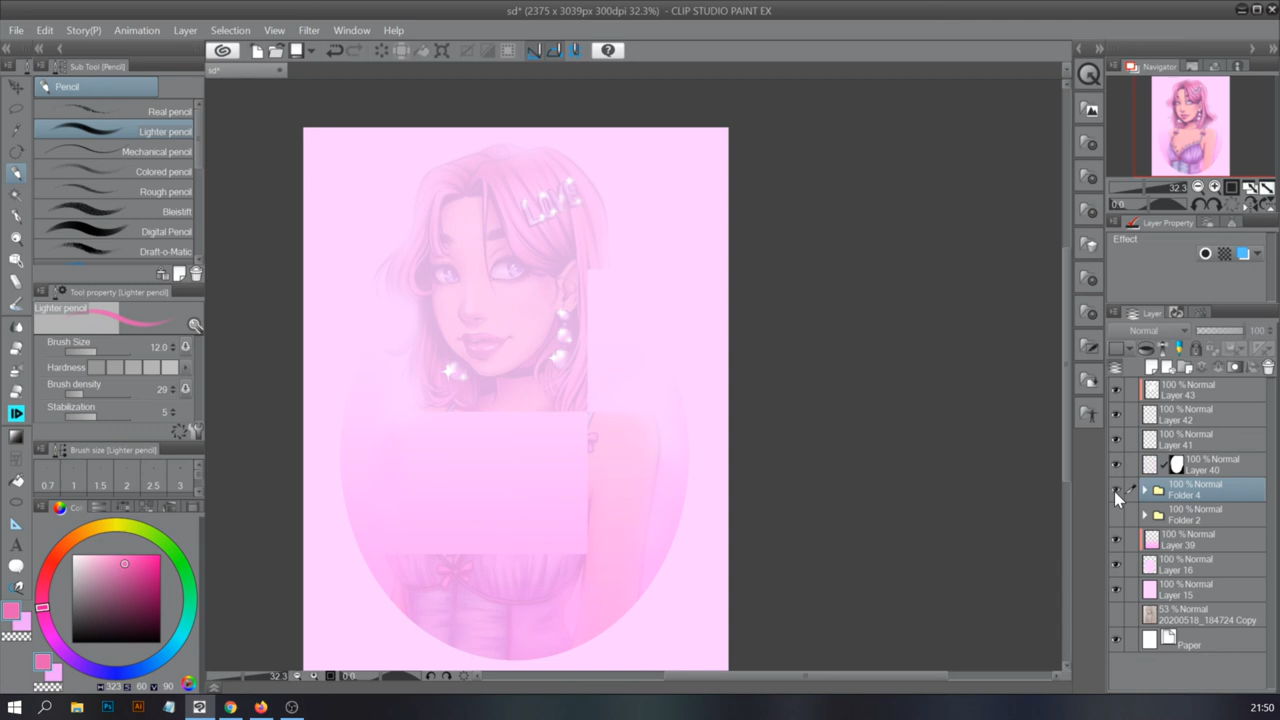 sd* (2375 x 3039px 300dpi 32.3%) - CLIP STUDIO PAINT EX
File Edit Story(P) Animation Layer Selection View Filter Window Help
Sub Tool [Pencil]
Pencil
Real pencil
Lighter pencil
Mechanical pencil
Colored pencil
Rough pencil
Bleistift
Digital Pencil
Draft-o-Matic
Tool property [Lighter pencil]
Lighter pencil
Brush Size 12.0
Hardness
Brush density 29
Stabilization 5
Brush size [Lighter pencil]
0.7 1 1.5 2 2.5 3
H 323 S 60 V 90
sd*
LOVE
32.3 0.0
Navigator
32.3
0.0
Layer Property
Effect
Layer
Normal 100
100 % Normal
Layer 43
100 % Normal
Layer 42
100 % Normal
Layer 41
100 % Normal
Layer 40
100 % Normal
Folder 4
100 % Normal
Folder 2
100 % Normal
Layer 39
100 % Normal
Layer 16
100 % Normal
Layer 15
53 % Normal
20200518_184724 Copy
Paper
21:50